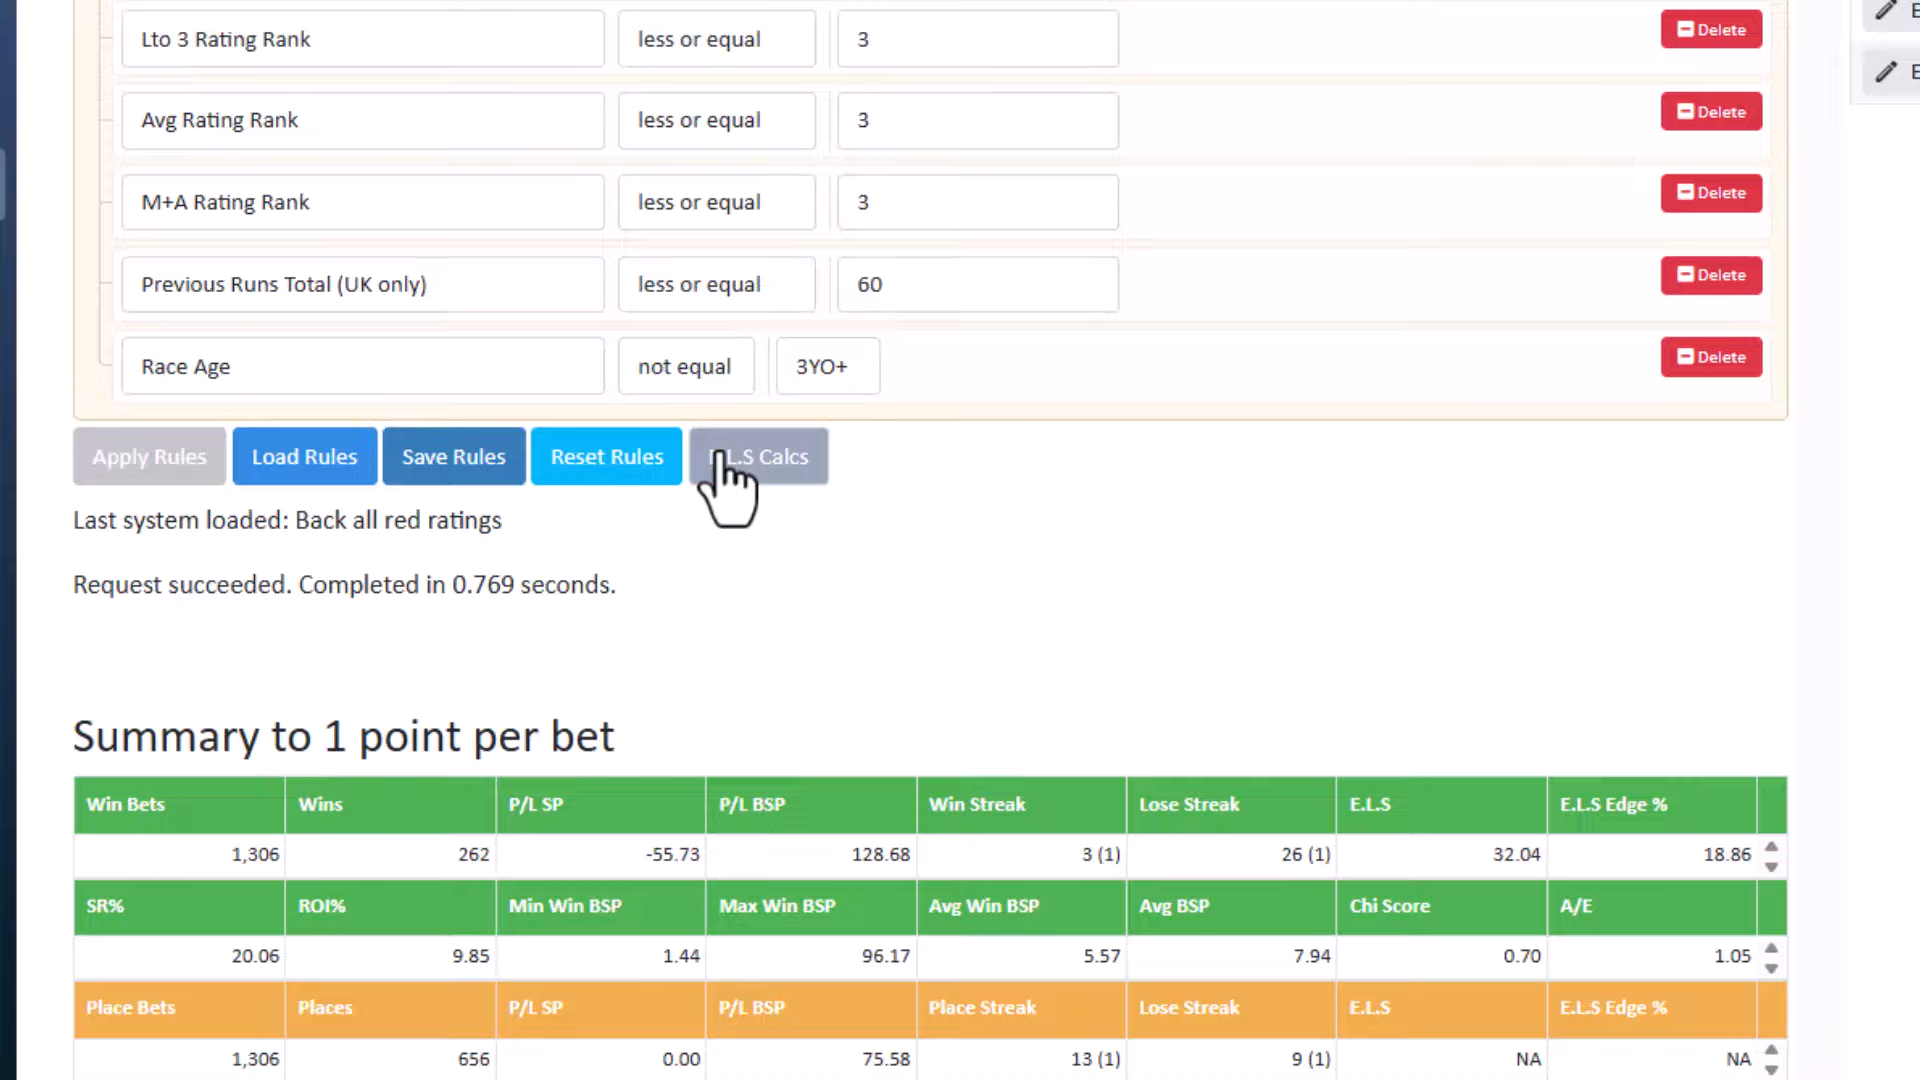 Lto 3 Rating Rank less or equal 3 Delete
Avg Rating Rank less or equal 3 Delete
M+A Rating Rank less or equal 3 Delete
Previous Runs Total (UK only) less or equal 60 Delete
Race Age not equal 3YO+ Delete
Apply Rules Load Rules Save Rules Reset Rules L.S Calcs
Last system loaded: Back all red ratings
Request succeeded. Completed in 0.769 seconds.
Summary to 1 point per bet
Win Bets Wins P/L SP P/L BSP Win Streak Lose Streak E.L.S E.L.S Edge %
1,306 262 -55.73 128.68 3 (1) 26 (1) 32.04 18.86
SR% ROI% Min Win BSP Max Win BSP Avg Win BSP Avg BSP Chi Score A/E
20.06 9.85 1.44 96.17 5.57 7.94 0.70 1.05
Place Bets Places P/L SP P/L BSP Place Streak Lose Streak E.L.S E.L.S Edge %
1,306 656 0.00 75.58 13 (1) 9 (1) NA NA